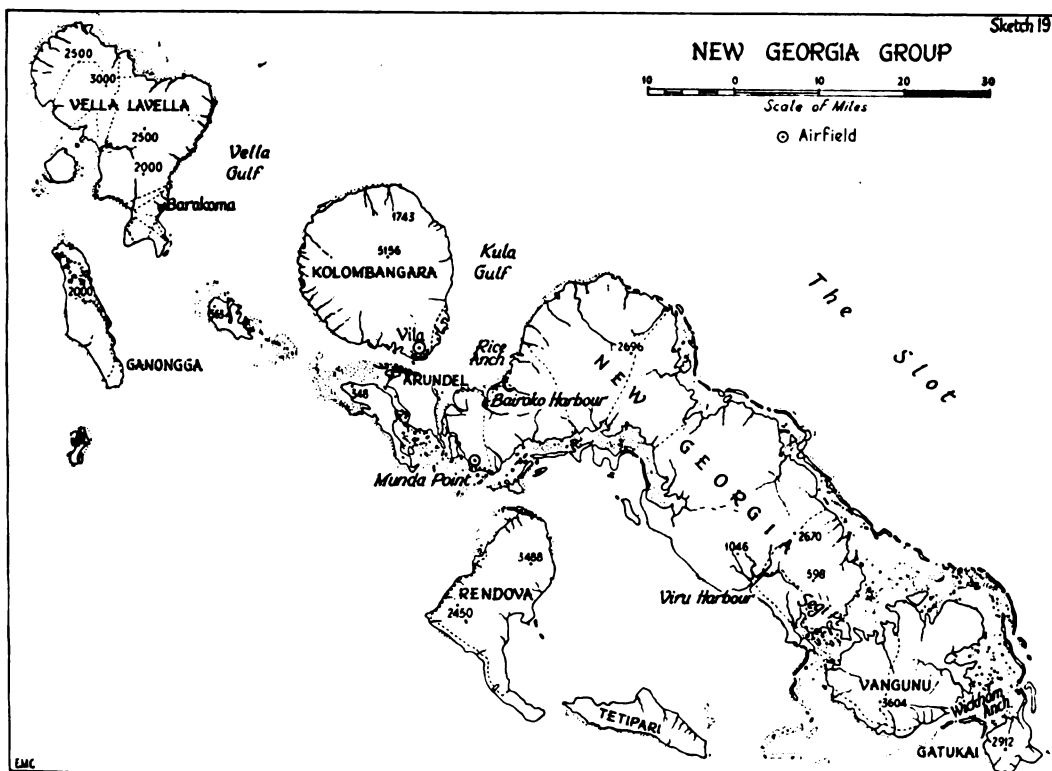 Sketch 19
NEW GEORGIA GROUP
10 0 10 20 30
Scale of Miles
Airfield
2500
3000
VELLA LAVELLA
2500
2000
Vella
Gulf
Barakoma
1743
5156
KOLOMBANGARA
Kula
Gulf
The Slot
2000
GANONGGA
Vila
Rice
Anch
ARUNDEL
548
Bairoko Harbour
2696
NEW
GEORGIA
Munda Point
3488
RENDOVA
2450
1046
2670
598
Viru Harbour
VANGUNU
3604
Wickham
Anch
TETIPARI
GATUKAI
2912
EMC